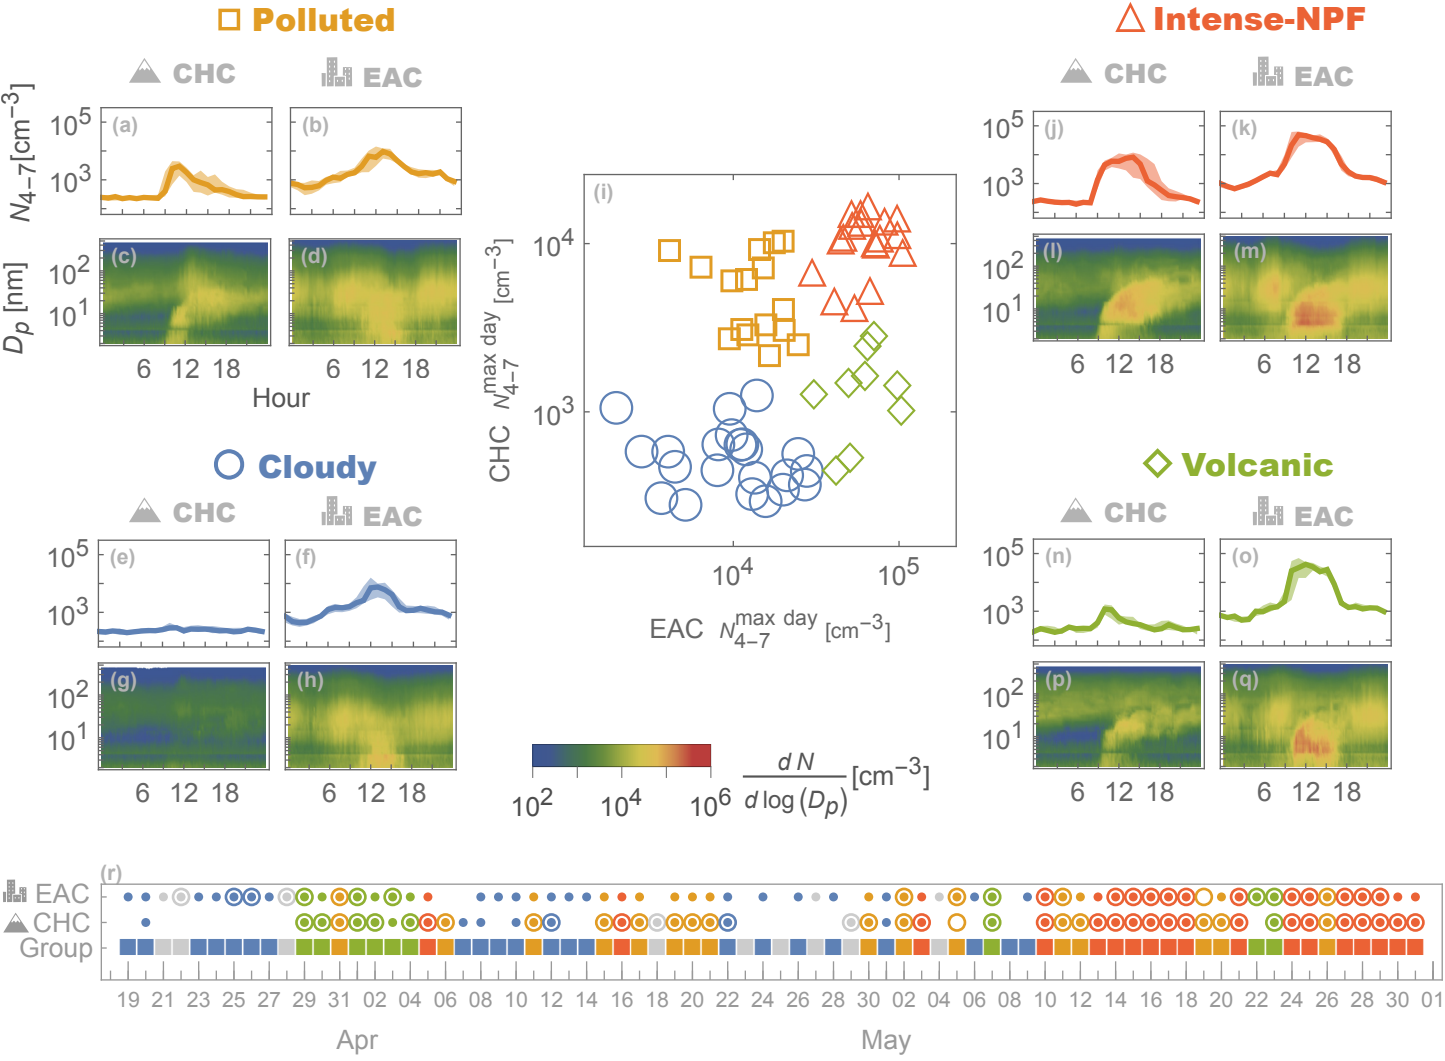 Polluted
CHC EAC
N4−7[cm−3]
10^5
10^3
(a) (b)
Dp [nm]
10^2
10^1
(c) (d)
6 12 18 6 12 18
Hour
Intense-NPF
CHC EAC
10^5
10^3
(j) (k)
10^2
10^1
(l) (m)
6 12 18 6 12 18
(i)
CHC N4−7^max day [cm−3]
10^4
10^3
10^4 10^5
EAC N4−7^max day [cm−3]
Cloudy
CHC EAC
10^5
10^3
(e) (f)
10^2
10^1
(g) (h)
6 12 18 6 12 18
Volcanic
CHC EAC
10^5
10^3
(n) (o)
10^2
10^1
(p) (q)
6 12 18 6 12 18
10^2 10^4 10^6
dN
d log (Dp)
[cm−3]
(r)
EAC
CHC
Group
19 21 23 25 27 29 31 02 04 06 08 10 12 14 16 18 20 22 24 26 28 30 02 04 06 08 10 12 14 16 18 20 22 24 26 28 30 01
Apr May